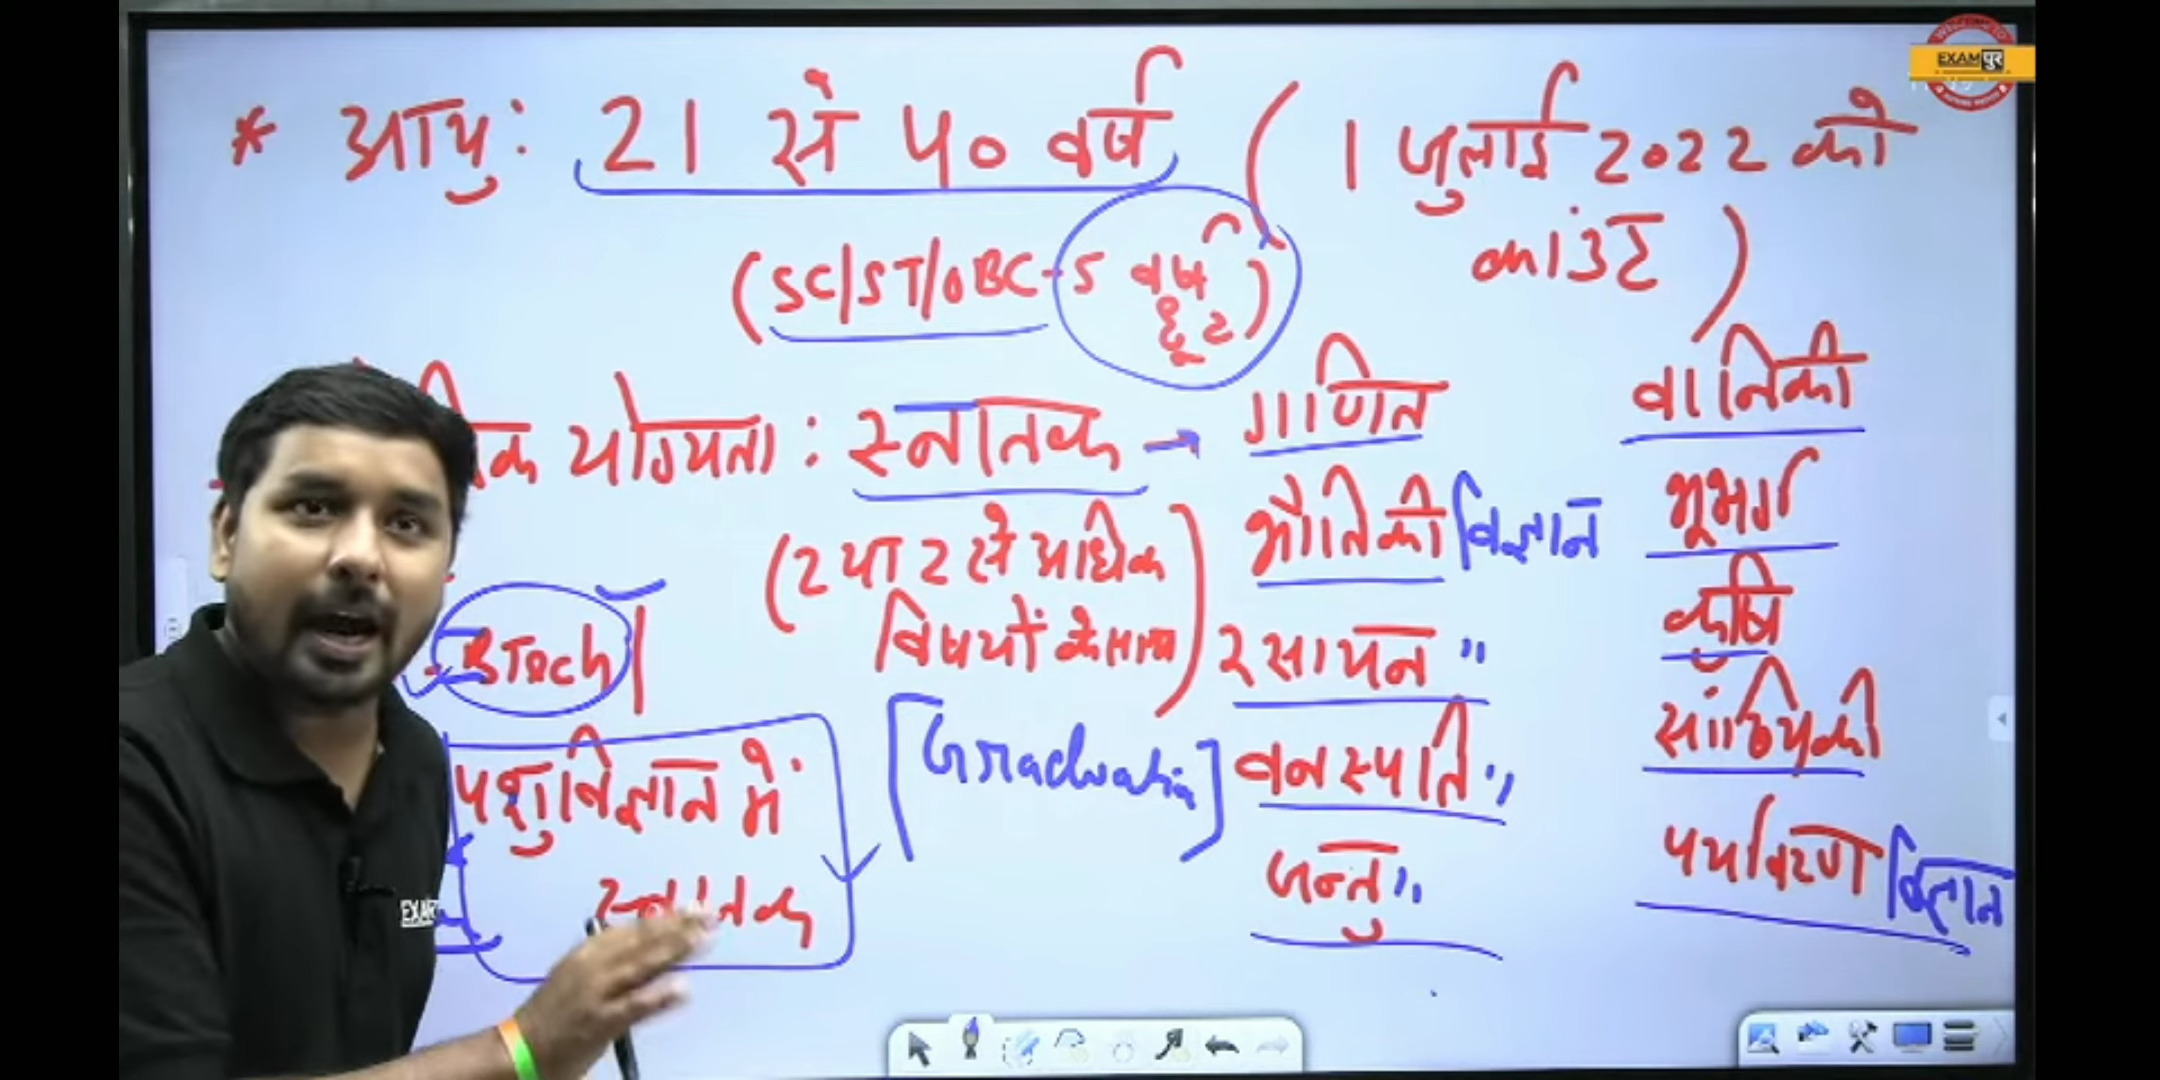 EXAM पुर
* आयु: 21 से 40 वर्ष ( 1 जुलाई 2022 को काउंट )
(SC/ST/OBC-5 वर्ष छूट)
योग्यता : स्नातक → गणित
(2 या 2 से अधिक विषयों के साथ)
[Graduation]
भौतिकी विज्ञान
रसायन "
वनस्पति "
जन्तु "
वानिकी
भूगर्भ
कृषि
सांख्यिकी
पर्यावरण विज्ञान
BTech
पशु विज्ञान में
स्नातक